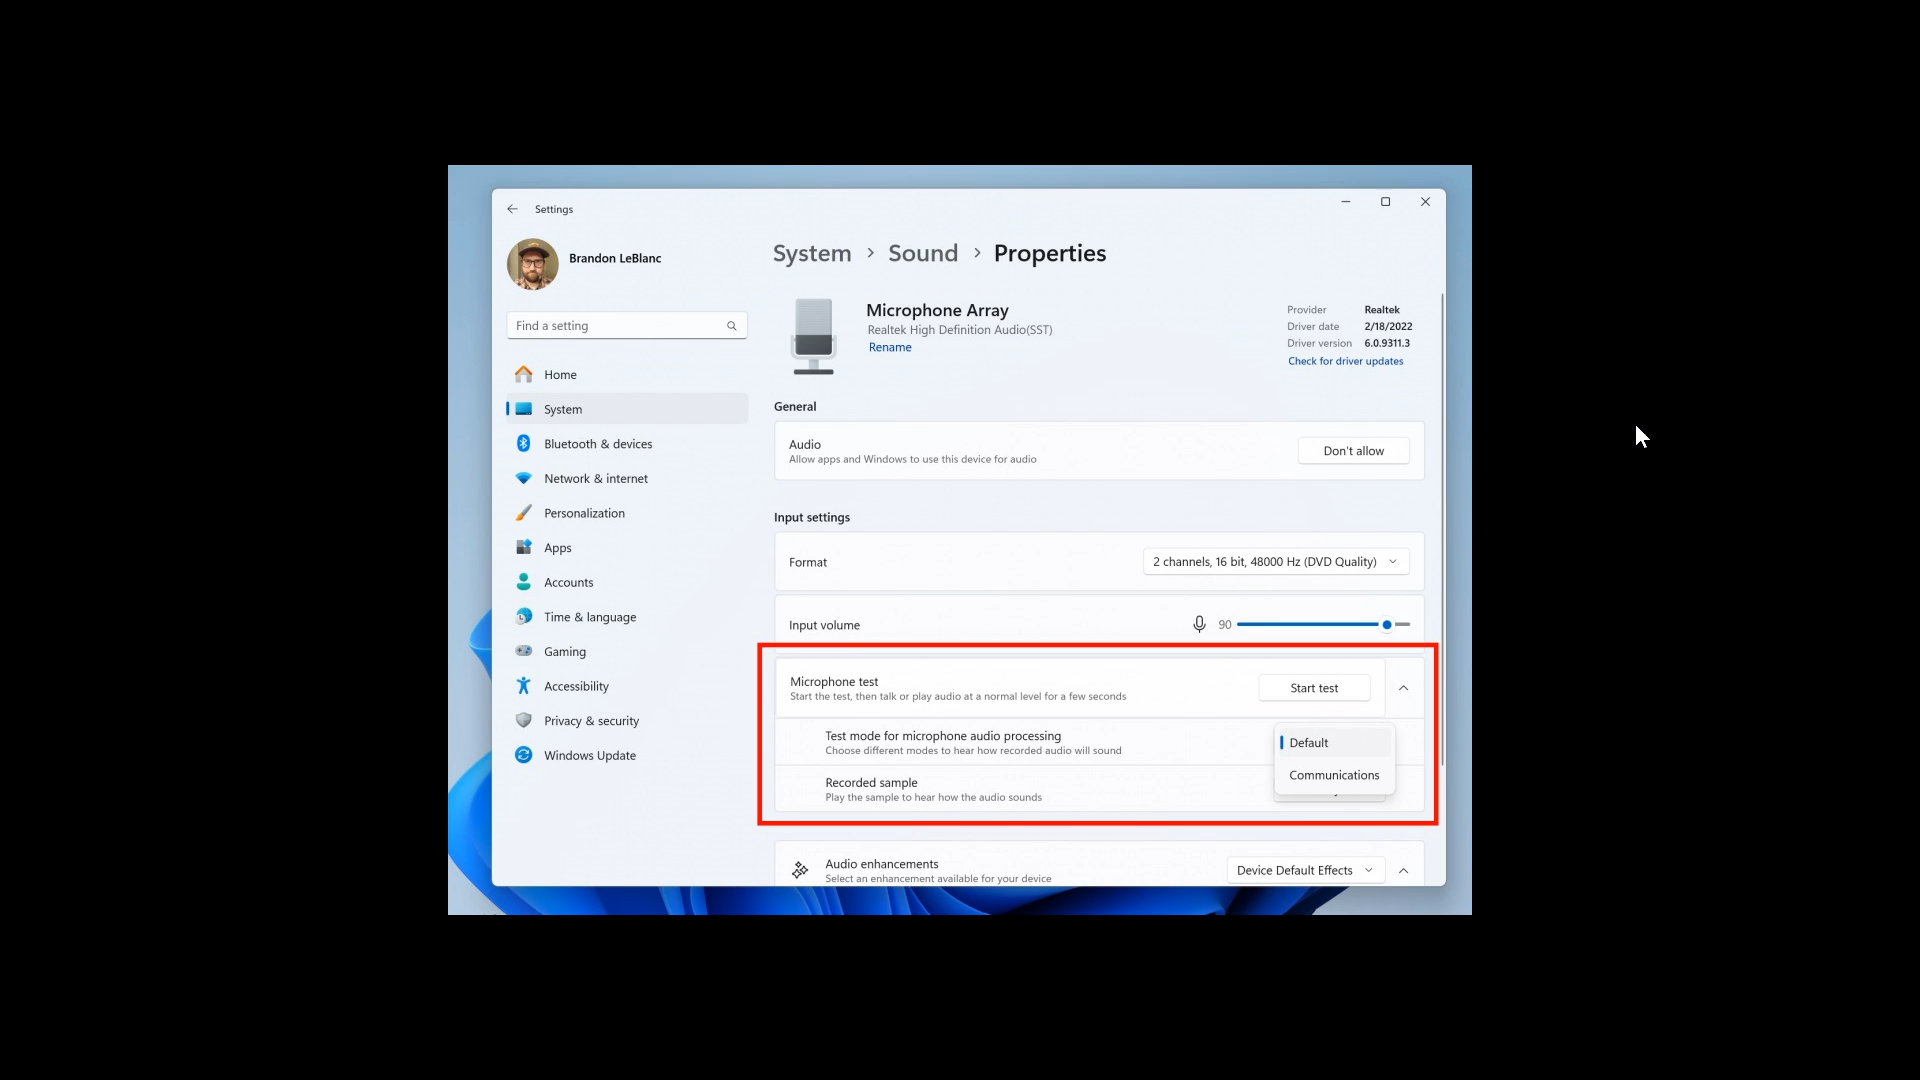 Settings
Brandon LeBlanc
Find a setting
Home
System
Bluetooth & devices
Network & internet
Personalization
Apps
Accounts
Time & language
Gaming
Accessibility
Privacy & security
Windows Update
System > Sound > Properties
Microphone Array
Realtek High Definition Audio(SST)
Rename
Provider Realtek
Driver date 2/18/2022
Driver version 6.0.9311.3
Check for driver updates
General
Audio
Allow apps and Windows to use this device for audio
Don't allow
Input settings
Format
2 channels, 16 bit, 48000 Hz (DVD Quality)
Input volume
90
Microphone test
Start the test, then talk or play audio at a normal level for a few seconds
Start test
Test mode for microphone audio processing
Choose different modes to hear how recorded audio will sound
Default
Communications
Recorded sample
Play the sample to hear how the audio sounds
Audio enhancements
Select an enhancement available for your device
Device Default Effects